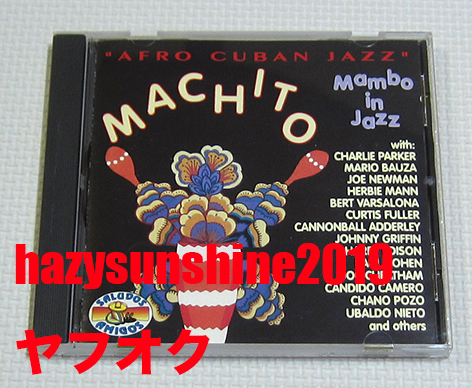 "AFRO CUBAN JAZZ"
MACHITO
Mambo
in
Jazz
with:
CHARLIE PARKER
MARIO BAUZA
JOE NEWMAN
HERBIE MANN
BERT VARSALONA
CURTIS FULLER
CANNONBALL ADDERLEY
JOHNNY GRIFFIN
CANDIDO CAMERO
CHANO POZO
UBALDO NIETO
and others
hazysunshine2019
SALUDOS
AMIGOS
ヤフオク